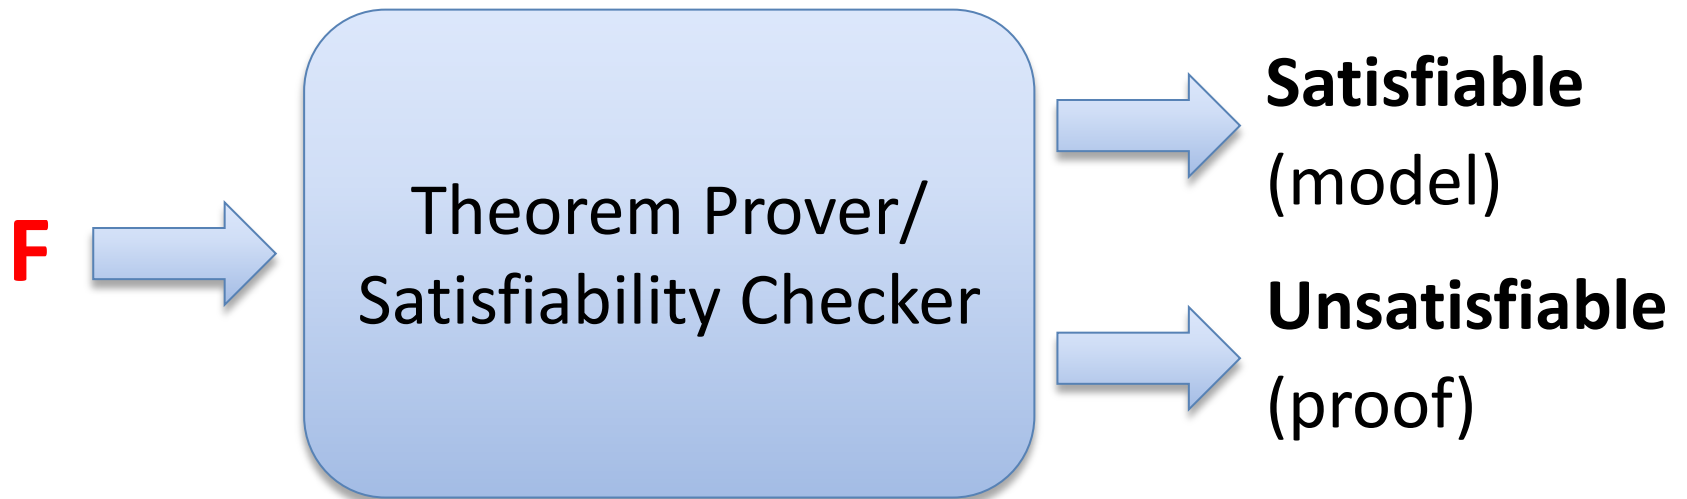 F
Theorem Prover/
Satisfiability Checker
Satisfiable
(model)
Unsatisfiable
(proof)